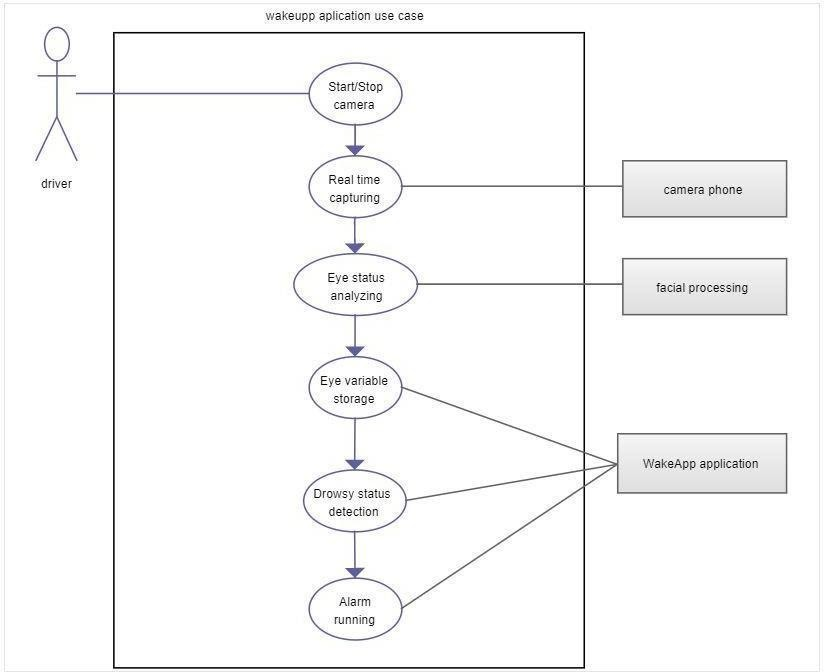 wakeupp aplication use case
Start/Stop
camera
driver
Real time
capturing
camera phone
Eye status
analyzing
facial processing
Eye variable
storage
WakeApp application
Drowsy status
detection
Alarm
running